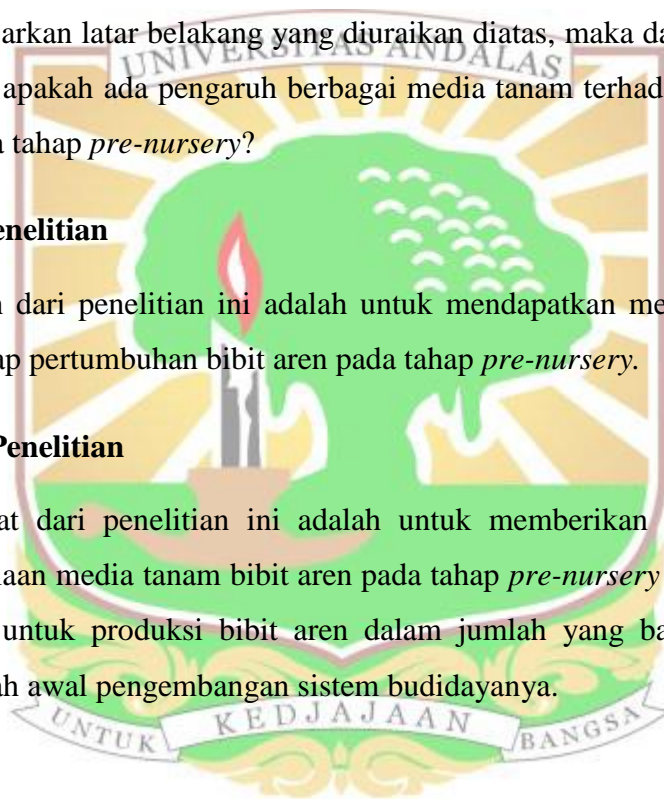 arkan latar belakang yang diuraikan diatas, maka da
UNIVERSITAS ANDALAS
apakah ada pengaruh berbagai media tanam terhad
a tahap pre-nursery?
enelitian
n dari penelitian ini adalah untuk mendapatkan me
ap pertumbuhan bibit aren pada tahap pre-nursery.
Penelitian
at dari penelitian ini adalah untuk memberikan
naan media tanam bibit aren pada tahap pre-nursery
untuk produksi bibit aren dalam jumlah yang ba
ah awal pengembangan sistem budidayanya.
UNTUK KEDJAJAAN BANGSA